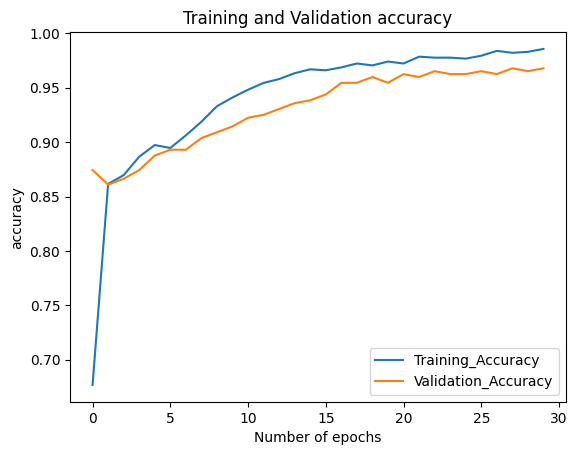 Training and Validation accuracy
1.00
0.95
0.90
0.85
0.80
0.75
0.70
accuracy
Training_Accuracy
Validation_Accuracy
0 5 10 15 20 25 30
Number of epochs